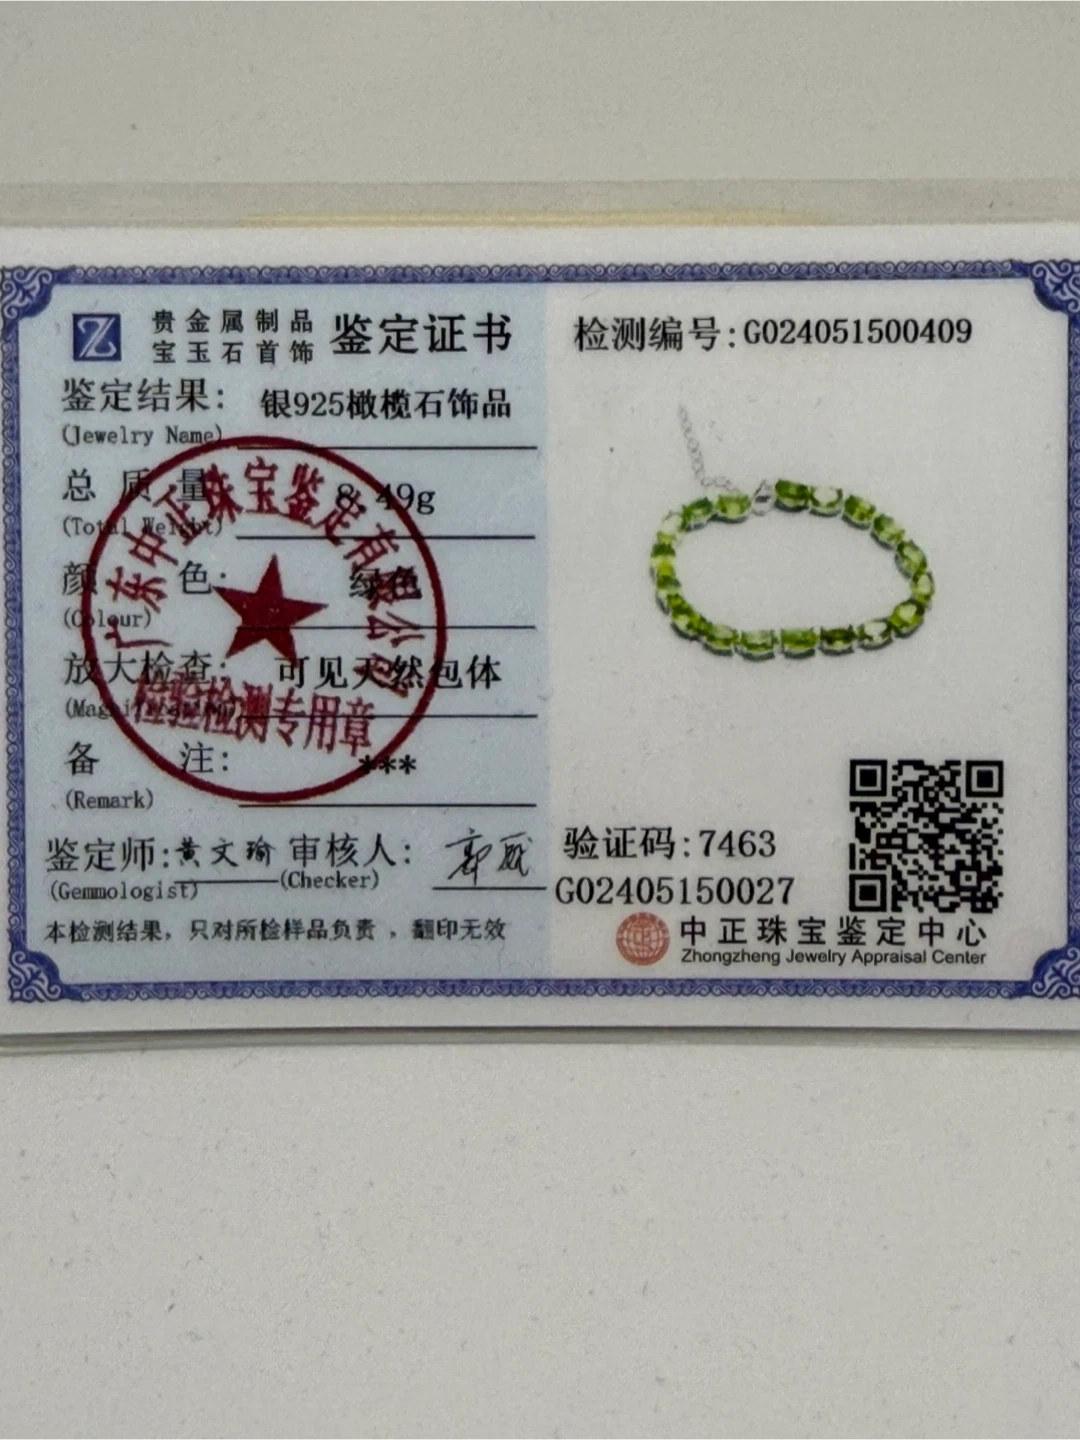 贵金属制品
宝玉石首饰
鉴定证书
鉴定结果: 银925橄榄石饰品
(Jewelry Name)
总质量 8.49g
(Total Weight)
颜色: 绿色
(Colour)
放大检查: 可见天然包体
备注: ***
(Remark)
鉴定师: 黄文瑜 审核人:
(Gemmologist) (Checker)
本检测结果，只对所检样品负责，翻印无效
广东中正珠宝鉴定有限公司
检验检测专用章
检测编号:G024051500409
验证码:7463
G02405150027
中正珠宝鉴定中心
Zhongzheng Jewelry Appraisal Center